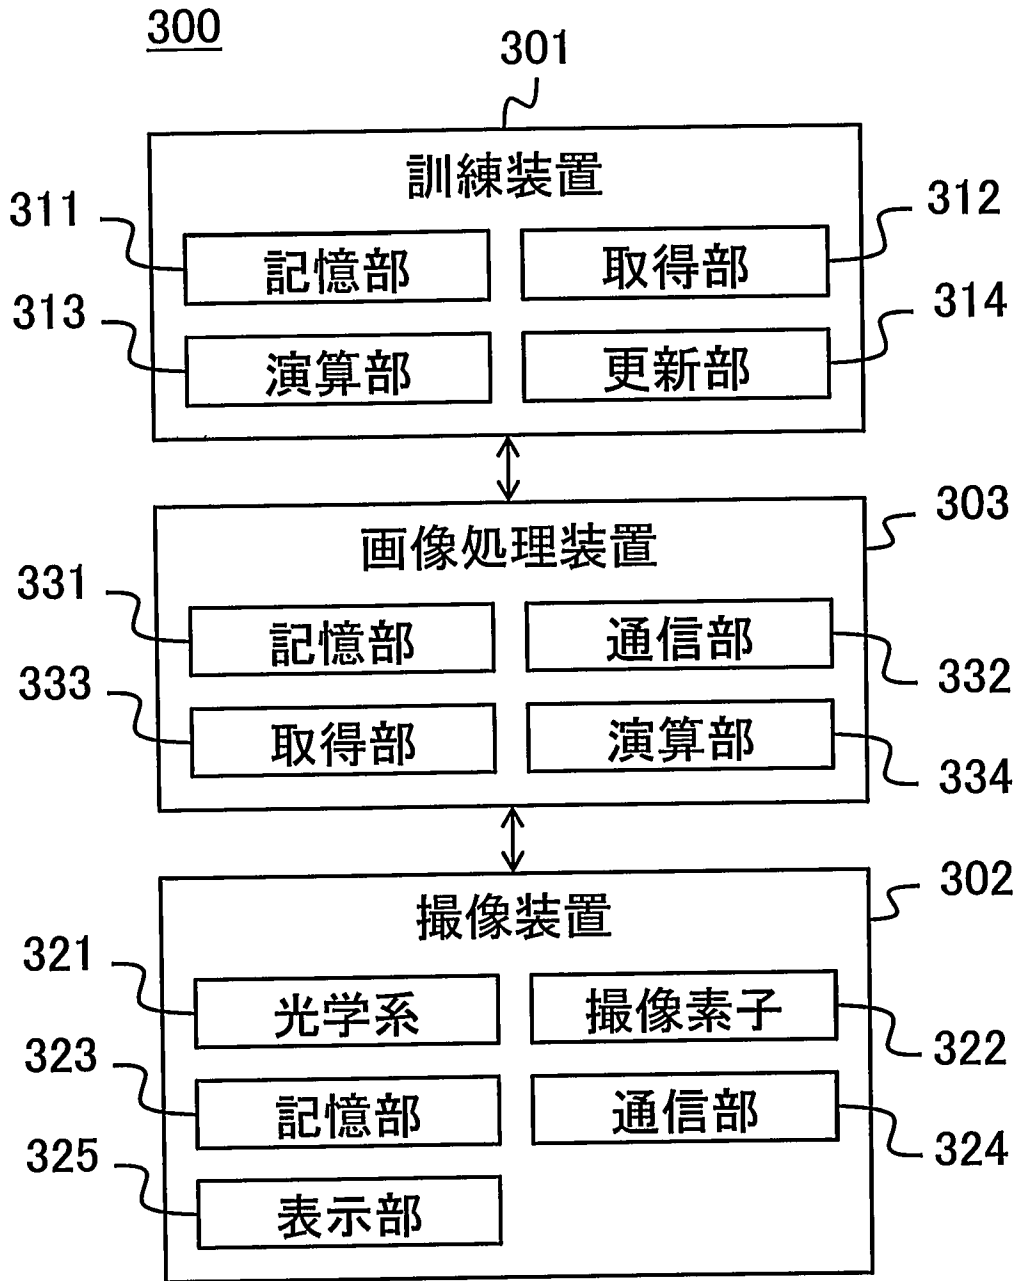 300
301
訓練装置
311
記憶部
取得部
312
313
演算部
更新部
314
303
画像処理装置
331
記憶部
通信部
332
333
取得部
演算部
334
302
撮像装置
321
光学系
撮像素子
322
323
記憶部
通信部
324
325
表示部